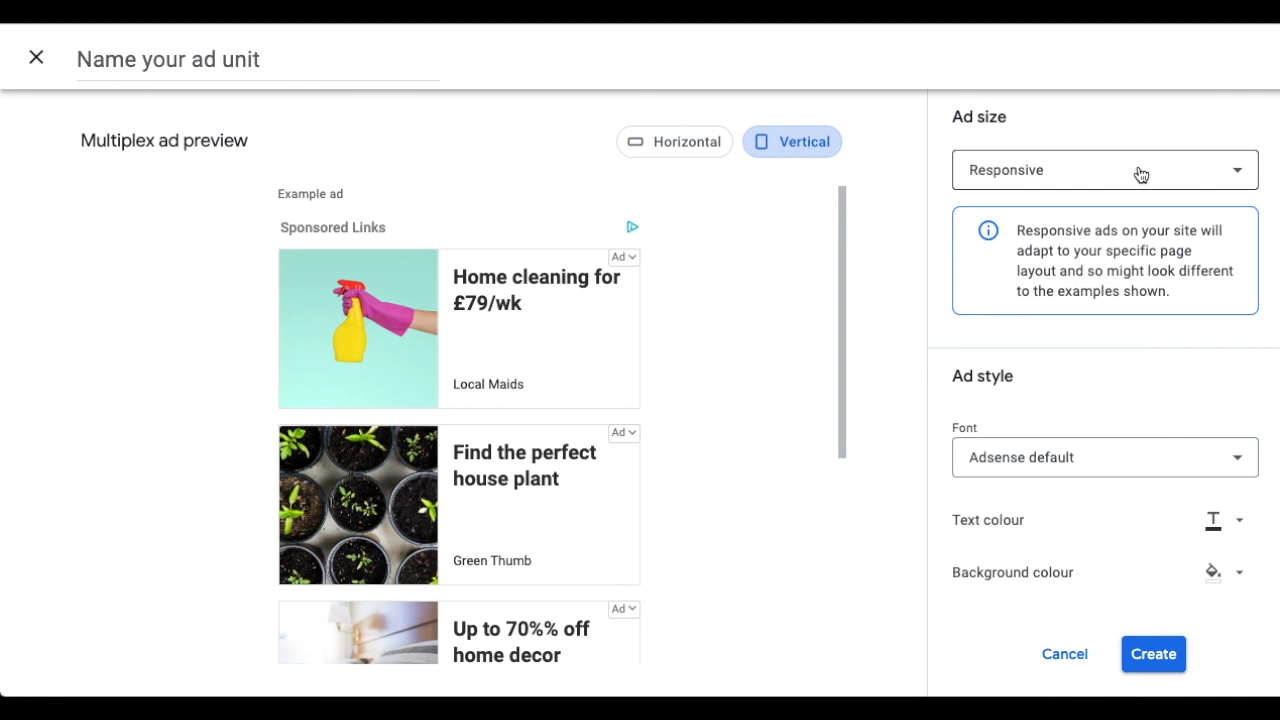 Name your ad unit
Multiplex ad preview
Horizontal
Vertical
Example ad
Sponsored Links
Ad
Home cleaning for
£79/wk
Local Maids
Ad
Find the perfect
house plant
Green Thumb
Ad
Up to 70%% off
home decor
Ad size
Responsive
Responsive ads on your site will
adapt to your specific page
layout and so might look different
to the examples shown.
Ad style
Font
Adsense default
Text colour
Background colour
Cancel
Create